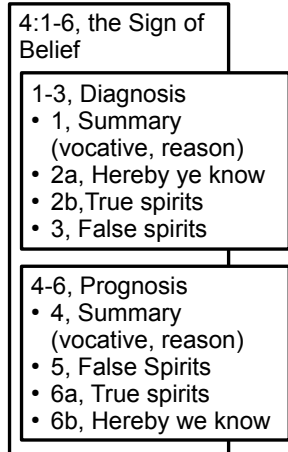 4:1-6, the Sign of
Belief
1-3, Diagnosis
• 1, Summary
(vocative, reason)
• 2a, Hereby ye know
• 2b,True spirits
• 3, False spirits
4-6, Prognosis
• 4, Summary
(vocative, reason)
• 5, False Spirits
• 6a, True spirits
• 6b, Hereby we know